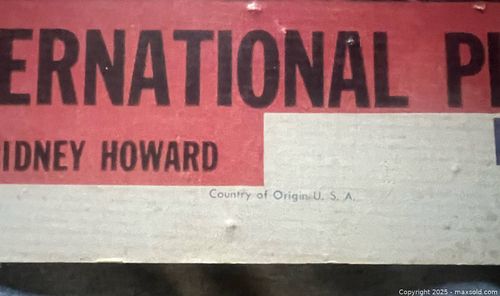 ERNATIONAL P
IDNEY HOWARD
Country of Origin U. S. A.
Copyright 2025 - maxsold.com